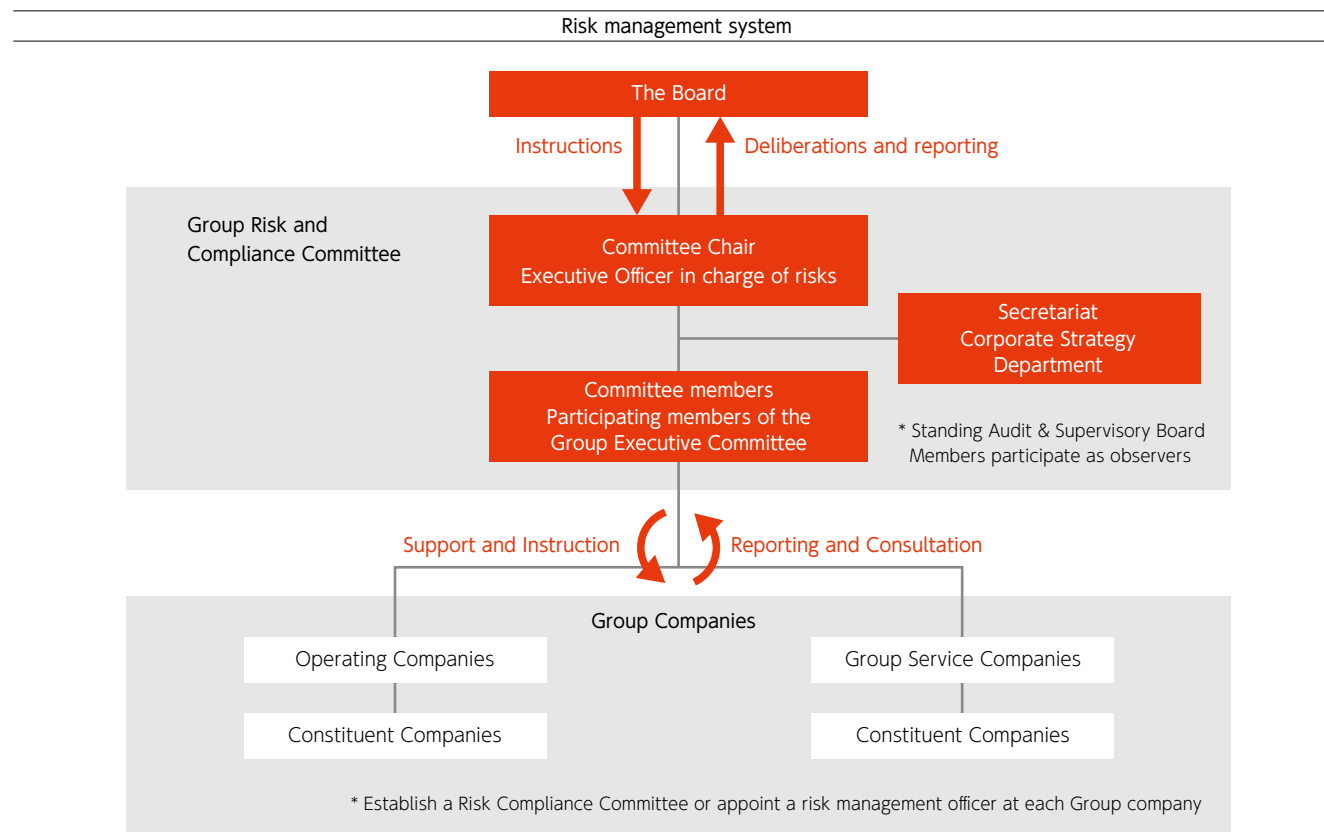 Risk management system
The Board
Instructions
Deliberations and reporting
Group Risk and
Compliance Committee
Committee Chair
Executive Officer in charge of risks
Secretariat
Corporate Strategy
Department
Committee members
Participating members of the
Group Executive Committee
* Standing Audit & Supervisory Board
Members participate as observers
Support and Instruction
Reporting and Consultation
Group Companies
Operating Companies
Group Service Companies
Constituent Companies
Constituent Companies
* Establish a Risk Compliance Committee or appoint a risk management officer at each Group company